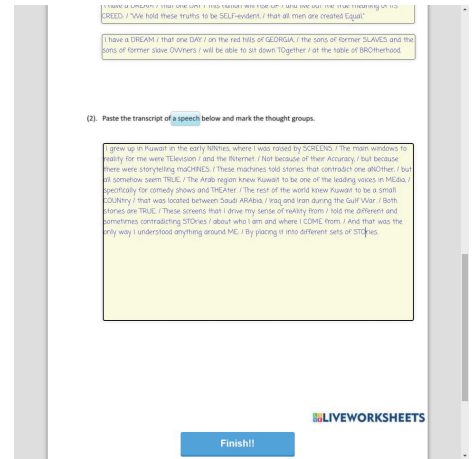 I have a DREAM / that one DAY / this nation will rise UP / and live out the true meaning of its
CREED: / "We hold these truths to be SELF-evident, / that all men are created Equal."
I have a DREAM / that one DAY / on the red hills of GEORGIA, / the sons of former SLAVES and the
sons of former slave OWners / will be able to sit down TOgether / at the table of BROtherhood.
(2). Paste the transcript of a speech below and mark the thought groups.
I grew up in Kuwait in the early NINties, where I was raised by SCREENS. / The main windows to
reality for me were TElevision / and the INternet. / Not because of their Accuracy, / but because
there were storytelling maCHINES. / These machines told stories that contradict one aNOther, / but
all somehow seem TRUE. / The Arab region knew Kuwait to be one of the leading voices in MEdia, /
specifically for comedy shows and THEAter. / The rest of the world knew Kuwait to be a small
COUNtry / that was located between Saudi ARAbia, / Iraq and Iran during the Gulf WAr. / Both
stories are TRUE. / These screens that I drive my sense of reAlity from / told me different and
sometimes contradicting STOries / about who I am and where I COME from. / And that was the
only way I understood anything around ME. / By placing it into different sets of STOries.
LIVEWORKSHEETS
Finish!!